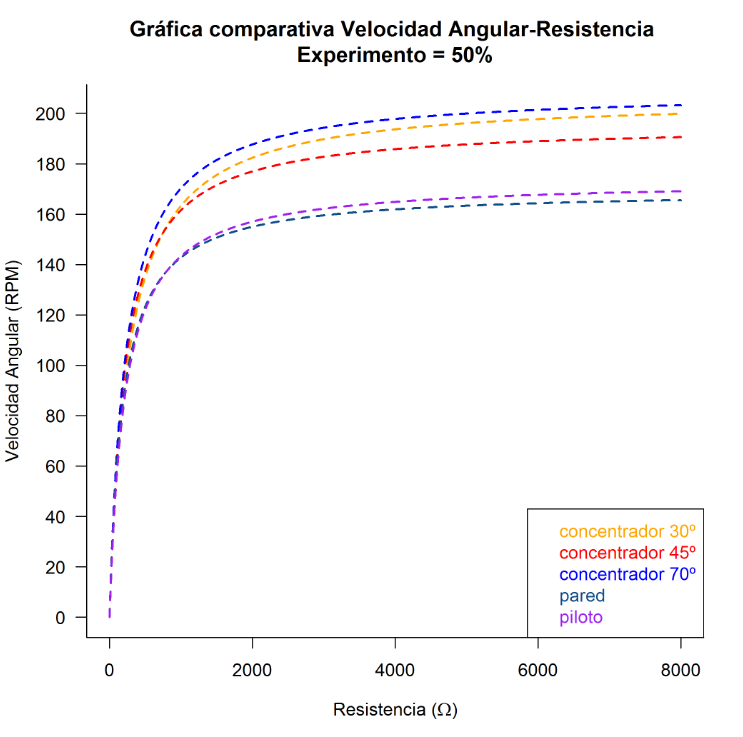 Gráfica comparativa Velocidad Angular-Resistencia
Experimento = 50%
Velocidad Angular (RPM)
200
180
160
140
120
100
80
60
40
20
0
concentrador 30º
concentrador 45º
concentrador 70º
pared
piloto
0 2000 4000 6000 8000
Resistencia (Ω)